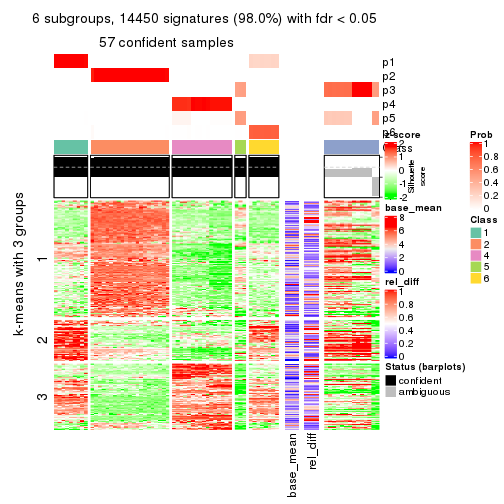 6 subgroups, 14450 signatures (98.0%) with fdr < 0.05
57 confident samples
p1
p2
p3
p4
p5
p6
Class
z-score
2
1
0
-1
-2
Silhouette
score
base_mean
8
6
4
2
0
rel_diff
1
0.8
0.6
0.4
0.2
0
Status (barplots)
confident
ambiguous
Prob
1
0.8
0.6
0.4
0.2
0
Class
1
2
3
4
5
6
k-means with 3 groups
1
2
3
base_mean
rel_diff